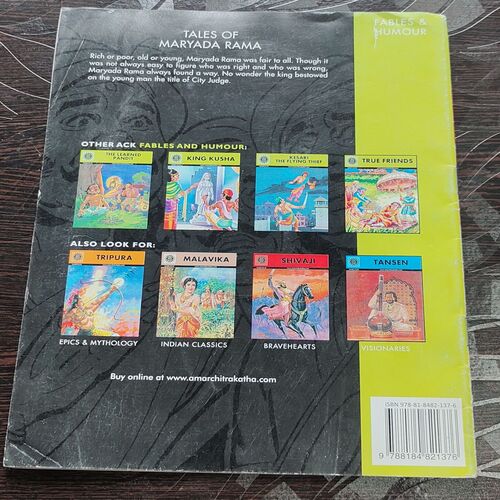 TALES OF
MARYADA RAMA
FABLES &
HUMOUR
Rich or poor, old or young, Maryada Rama was fair to all. Though it
was not always easy to figure who was right and who was wrong,
Maryada Rama always found a way. No wonder the king bestowed
on the young man the title of City Judge.
OTHER ACK FABLES AND HUMOUR:
THE LEARNED
PANDIT
KING KUSHA
KESARI
THE FLYING THIEF
TRUE FRIENDS
ALSO LOOK FOR:
TRIPURA
MALAVIKA
SHIVAJI
TANSEN
EPICS & MYTHOLOGY
INDIAN CLASSICS
BRAVEHEARTS
VISIONARIES
Buy online at www.amarchitrakatha.com
ISBN 978-81-8482-137-6
9 788184 821376